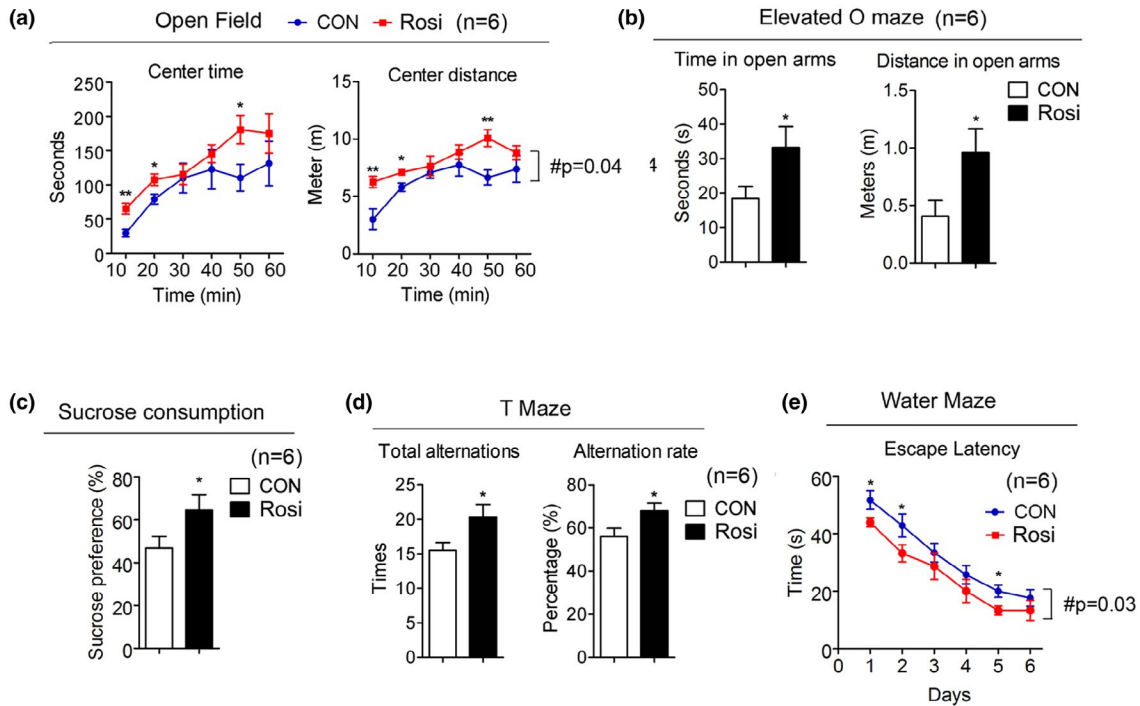 (a) Open Field CON Rosi (n=6)
Center time
Seconds
250
200
150
100
50
0
** * *
10 20 30 40 50 60
Time (min)
Center distance
Meter (m)
15
10
5
0
** * **
#p=0.04
10 20 30 40 50 60
Time (min)
(b) Elevated O maze (n=6)
Time in open arms
4
Seconds (s)
50
40
30
20
10
0
*
Distance in open arms
Meters (m)
1.5
1.0
0.5
0.0
*
CON
Rosi
(c) Sucrose consumption
(n=6)
Sucrose preference (%)
80
60
40
20
0
*
CON
Rosi
(d) T Maze
Total alternations
Times
25
20
15
10
5
0
*
Alternation rate
Percentage (%)
80
60
40
20
0
*
(n=6)
CON
Rosi
(e) Water Maze
Escape Latency
(n=6)
CON
Rosi
Time (s)
60
40
20
0
* * *
#p=0.03
0 1 2 3 4 5 6
Days